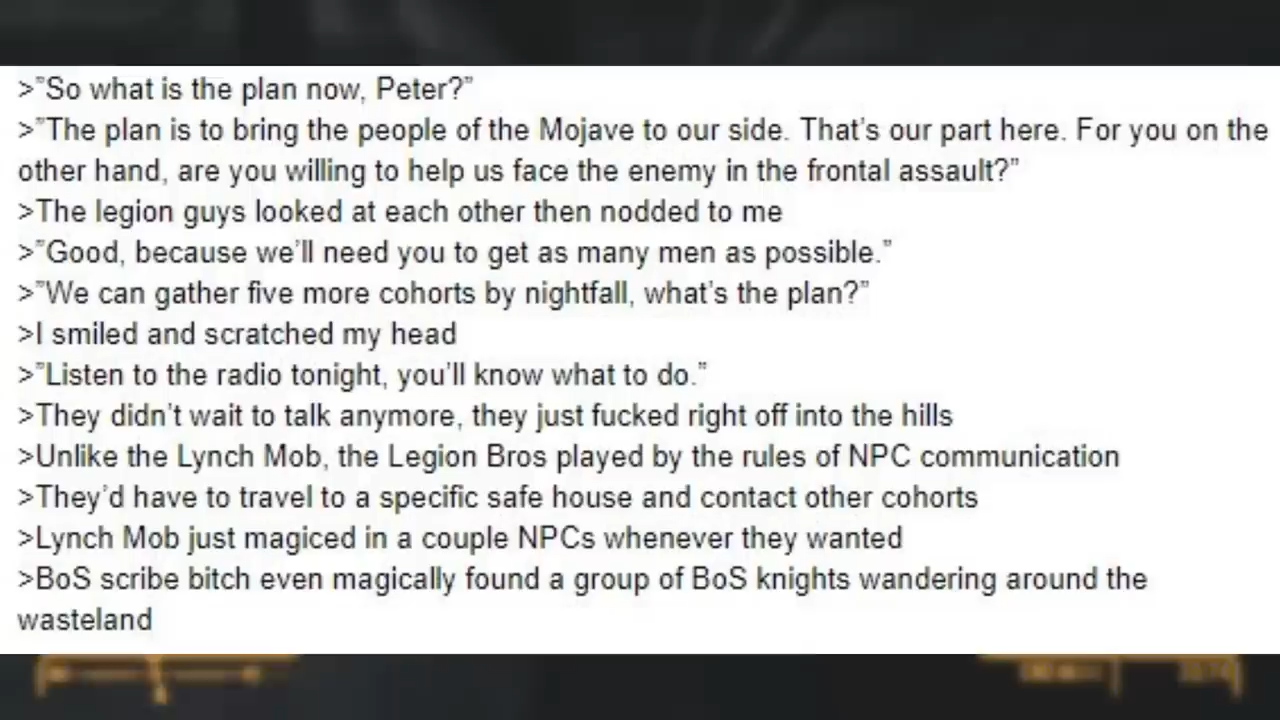 >"So what is the plan now, Peter?"
>"The plan is to bring the people of the Mojave to our side. That's our part here. For you on the
other hand, are you willing to help us face the enemy in the frontal assault?"
>The legion guys looked at each other then nodded to me
>"Good, because we'll need you to get as many men as possible."
>"We can gather five more cohorts by nightfall, what's the plan?"
>I smiled and scratched my head
>"Listen to the radio tonight, you'll know what to do."
>They didn't wait to talk anymore, they just fucked right off into the hills
>Unlike the Lynch Mob, the Legion Bros played by the rules of NPC communication
>They'd have to travel to a specific safe house and contact other cohorts
>Lynch Mob just magiced in a couple NPCs whenever they wanted
>BoS scribe bitch even magically found a group of BoS knights wandering around the
wasteland